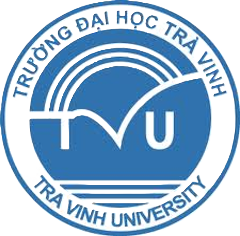 TRƯỜNG ĐẠI HỌC TRÀ VINH
TVU
TRA VINH UNIVERSITY